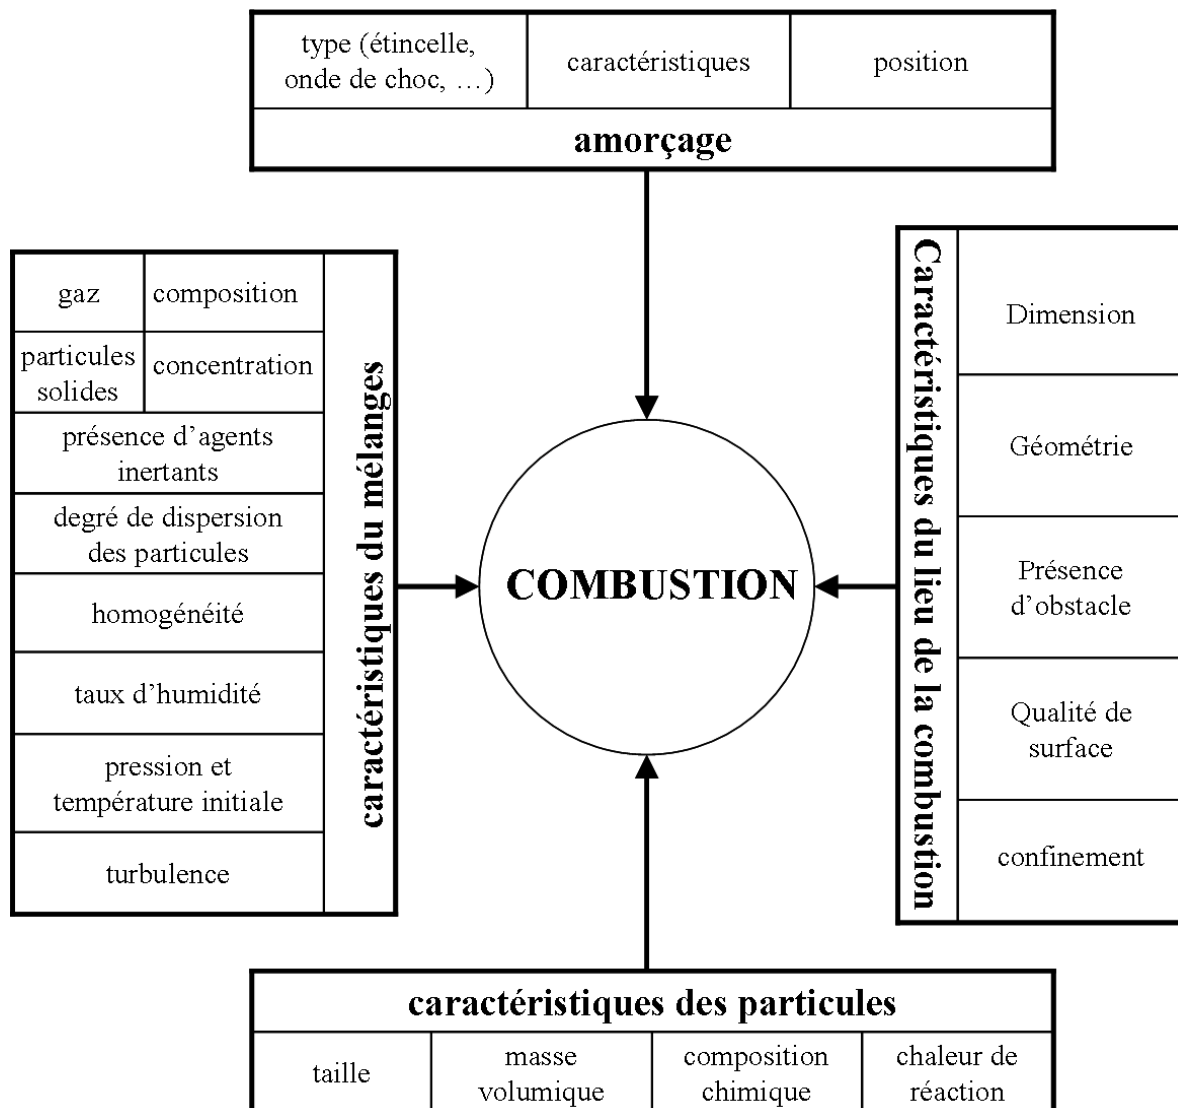 type (étincelle,
onde de choc, …)
caractéristiques
position
amorçage
gaz
composition
particules
solides
concentration
présence d'agents
inertants
degré de dispersion
des particules
homogénéité
taux d'humidité
pression et
température initiale
turbulence
caractéristiques du mélanges
COMBUSTION
Caractéristiques du lieu de la combustion
Dimension
Géométrie
Présence
d'obstacle
Qualité de
surface
confinement
caractéristiques des particules
taille
masse
volumique
composition
chimique
chaleur de
réaction